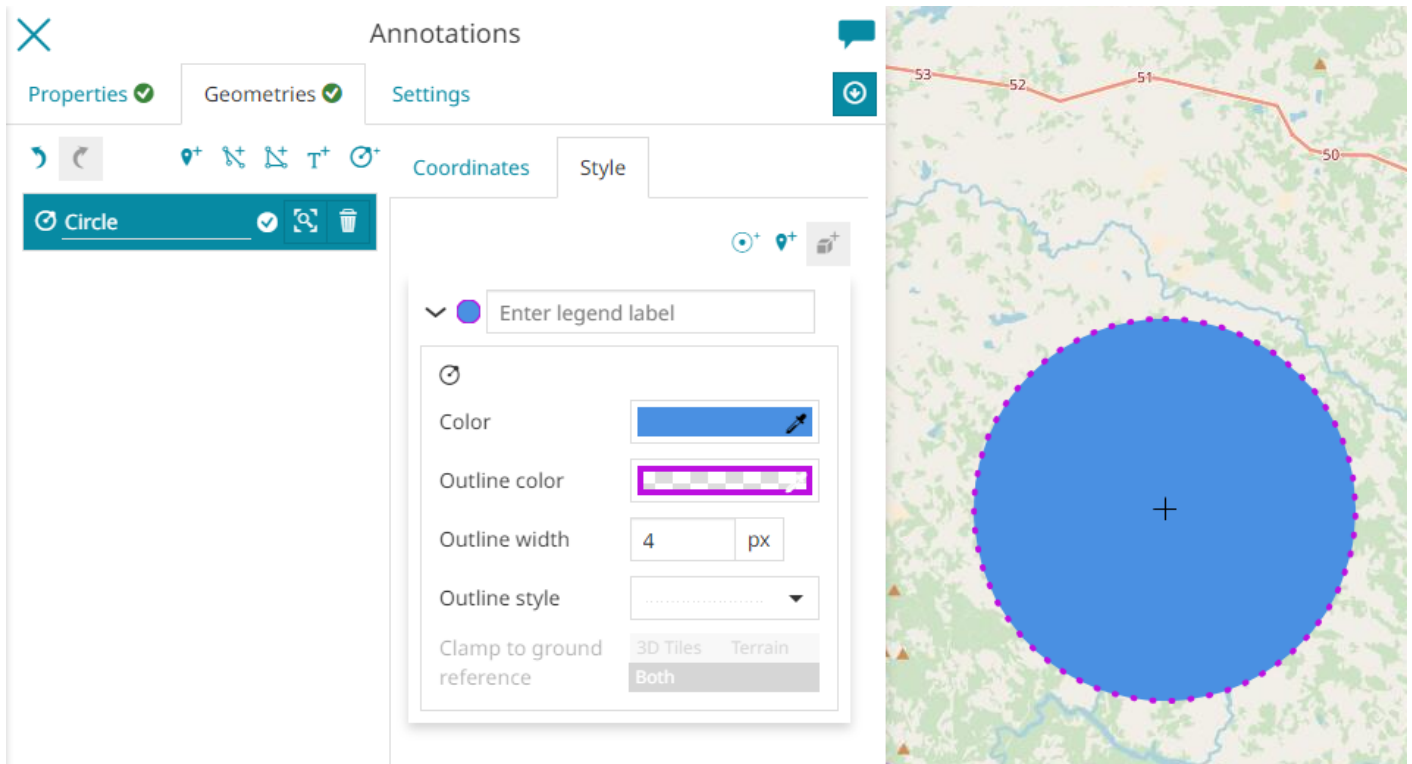 Annotations
Properties
Geometries
Settings
Coordinates
Style
Circle
Enter legend label
Color
Outline color
Outline width
4
px
Outline style
Clamp to ground
reference
3D Tiles
Terrain
Both
53
52
51
50